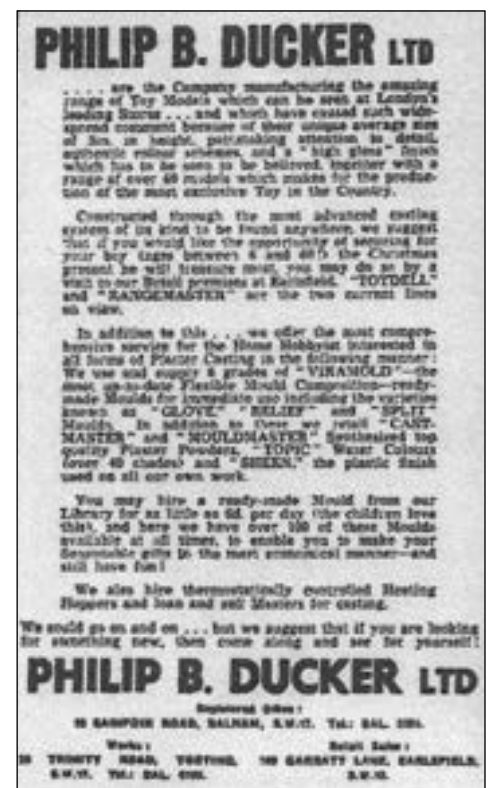 PHILIP B. DUCKER LTD
. . . . are the Company manufacturing the amazing
range of Toy Models which can be seen at London's
leading Stores . . . and which have caused such wide-
spread comment because of their unique average size
of 5in. in height, painstaking attention to detail,
authentic colour schemes, and a "high gloss" finish
which has to be seen to be believed, together with a
range of over 60 models which makes for the produc-
tion of the most exclusive Toy in the Country.
Constructed through the most advanced casting
system of its kind to be found anywhere, we suggest
that if you would like the opportunity of securing for
your boy (ages between 6 and 60!) the Christmas
present he will treasure most, you may do so by a
visit to our Retail premises at Earlsfield. "TOYDELL"
and "RANGEMASTER" are the two current lines
on view.
In addition to this . . . we offer the most compre-
hensive service for the Home Hobbyist interested in
all forms of Plaster Casting in the following manner:
We use and supply 8 grades of "VINAMOLD"—the
most up-to-date Flexible Mould Composition—ready-
made Moulds for immediate use including the varieties
known as "GLOVE," "RELIEF" and "SPLIT"
Moulds. In addition to these we retail "CAST-
MASTER" and "MOULDMASTER" Synthesised top
quality Plaster Powders, "TOPIC" Water Colours
(over 40 shades) and "SHEEN," the plastic finish
used on all our own work.
You may hire a ready-made Mould from our
Library for as little as 6d. per day (the children love
this), and here we have over 100 of these Moulds
available at all times, to enable you to make your
gifts in the most economical manner—and
still have fun!
We also hire thermostatically controlled Heating
Hoppers and loan and sell Masters for casting.
We could go on and on . . . but we suggest that if you are looking
for something new, then come along and see for yourself!
PHILIP B. DUCKER LTD
Registered Office:
ROAD, BALHAM, S.W.12. Tel.: BAL.
Works: Retail Sales:
TRINITY ROAD, TOOTING, GARRATT LANE, EARLSFIELD,
S.W.17. Tel.: BAL. S.W.18.